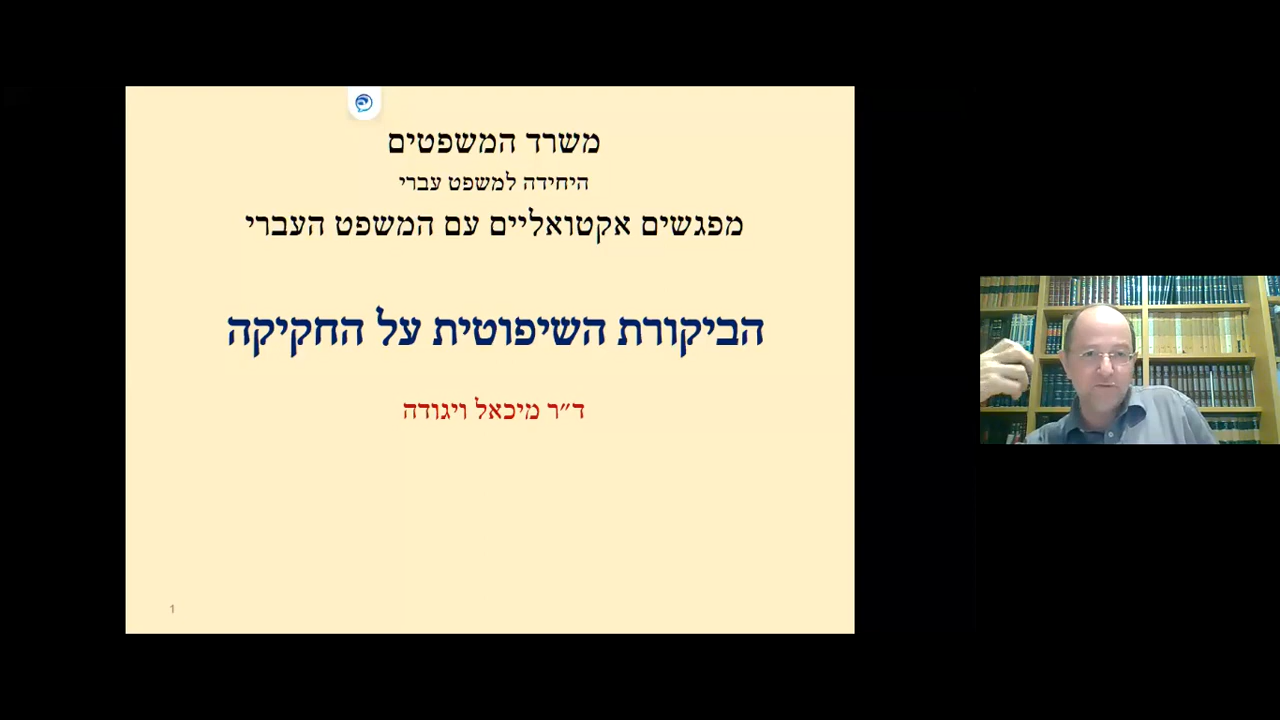 משרד המשפטים
היחידה למשפט עברי
מפגשים אקטואליים עם המשפט העברי
הביקורת השיפוטית על החקיקה
ד״ר מיכאל ויגודה
1